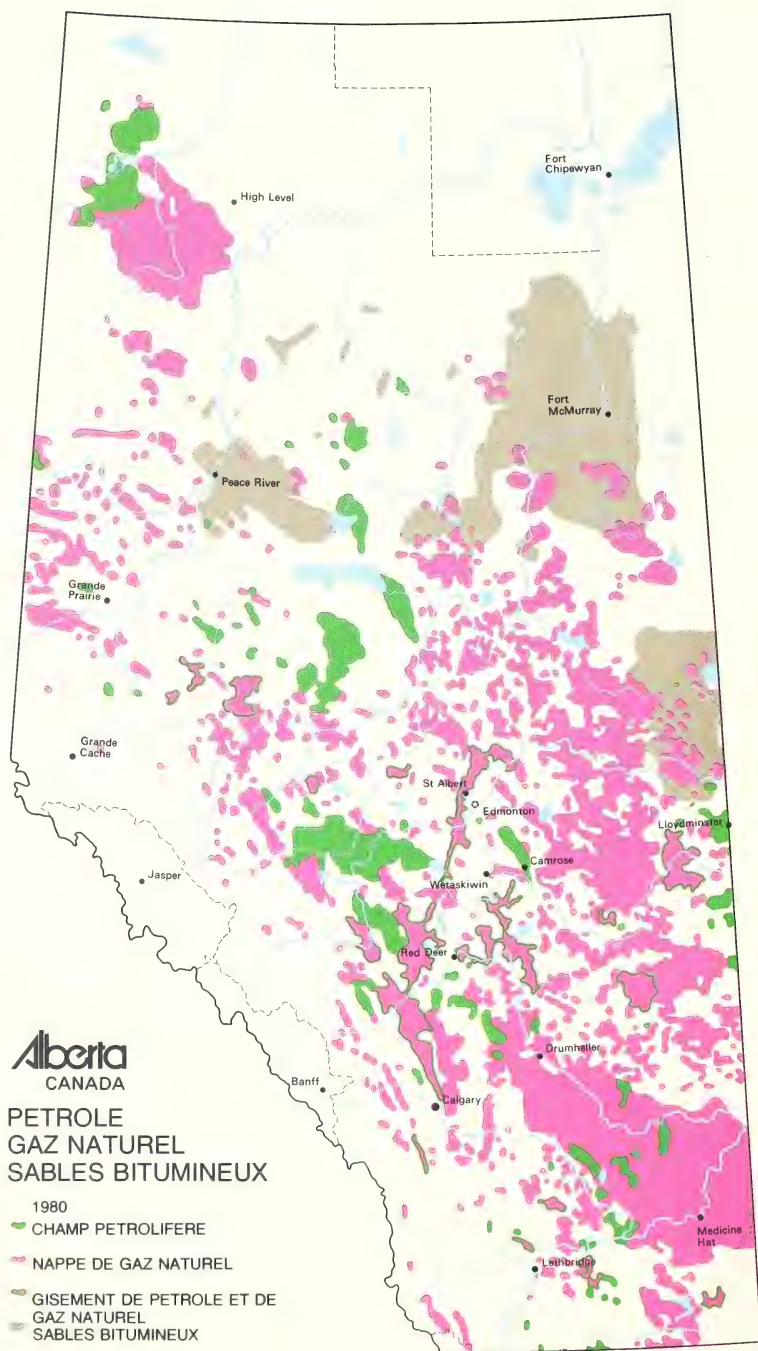 Fort
Chipewyan
High Level
Fort
McMurray
Peace River
Grande
Prairie
Grande
Cache
St Albert
Edmonton
Lloydminster
Jasper
Camrose
Wetaskiwin
Red Deer
Alberta
CANADA
Drumheller
Banff
Calgary
PETROLE
GAZ NATUREL
SABLES BITUMINEUX
1980
CHAMP PETROLIFERE
NAPPE DE GAZ NATUREL
GISEMENT DE PETROLE ET DE
GAZ NATUREL
SABLES BITUMINEUX
Medicine
Hat
Lethbridge